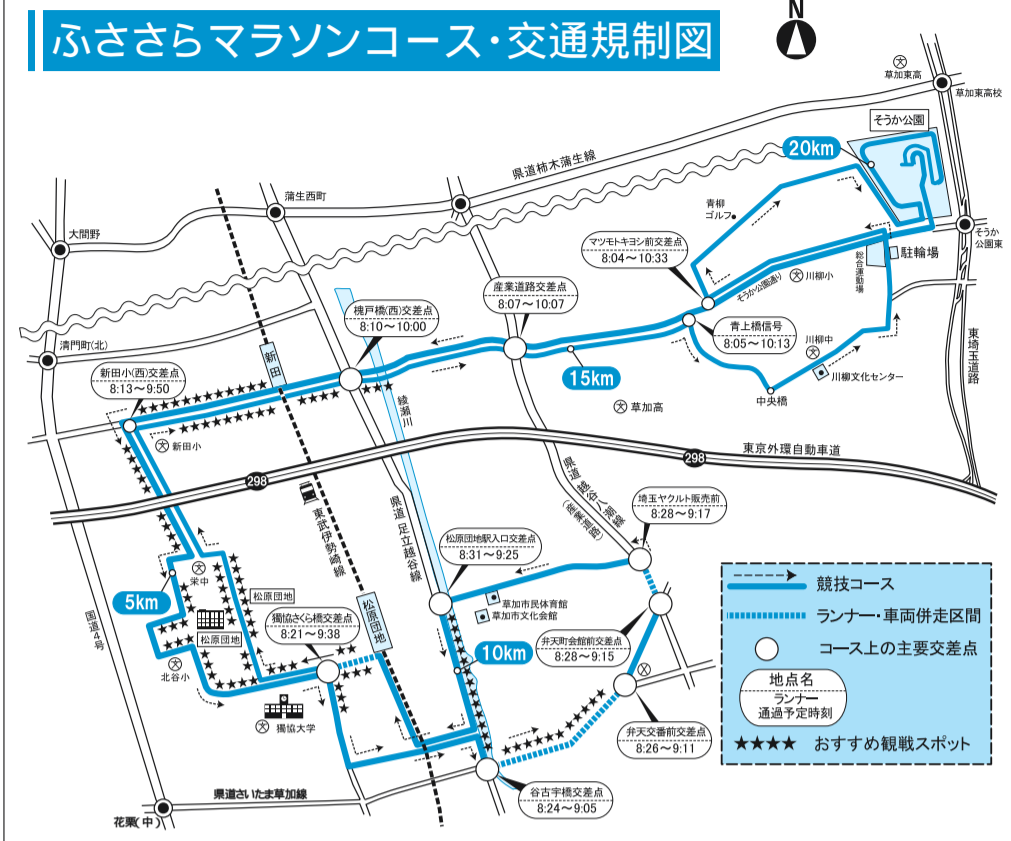 ふささらマラソンコース・交通規制図
N
草加東高
草加東高校
そうか公園
20km
県道柿木蒲生線
蒲生西町
大間野
青柳
ゴルフ
マツモトキヨシ前交差点
8:04～10:33
そうか
公園東
駐輪場
総合運動場
川柳小
そうか公園通り
産業道路交差点
8:07～10:07
槐戸橋(西)交差点
8:10～10:00
清門町(北)
新田
新田小(西)交差点
8:13～9:50
青上橋信号
8:05～10:13
川柳中
川柳文化センター
中央橋
東埼玉道路
15km
草加高
綾瀬川
新田小
東京外環自動車道
298
298
東武伊勢崎線
県道 足立越谷線
県道 越谷八潮線
(産業道路)
埼玉ヤクルト販売前
8:28～9:17
松原団地駅入口交差点
8:31～9:25
栄中
5km
松原団地
松原団地
松原団地
獨協さくら橋交差点
8:21～9:38
草加市民体育館
草加市文化会館
弁天町会館前交差点
8:28～9:15
10km
国道4号
北谷小
獨協大学
弁天交番前交差点
8:26～9:11
谷古宇橋交差点
8:24～9:05
県道さいたま草加線
花栗(中)
競技コース
ランナー・車両併走区間
コース上の主要交差点
地点名
ランナー
通過予定時刻
★★★★ おすすめ観戦スポット